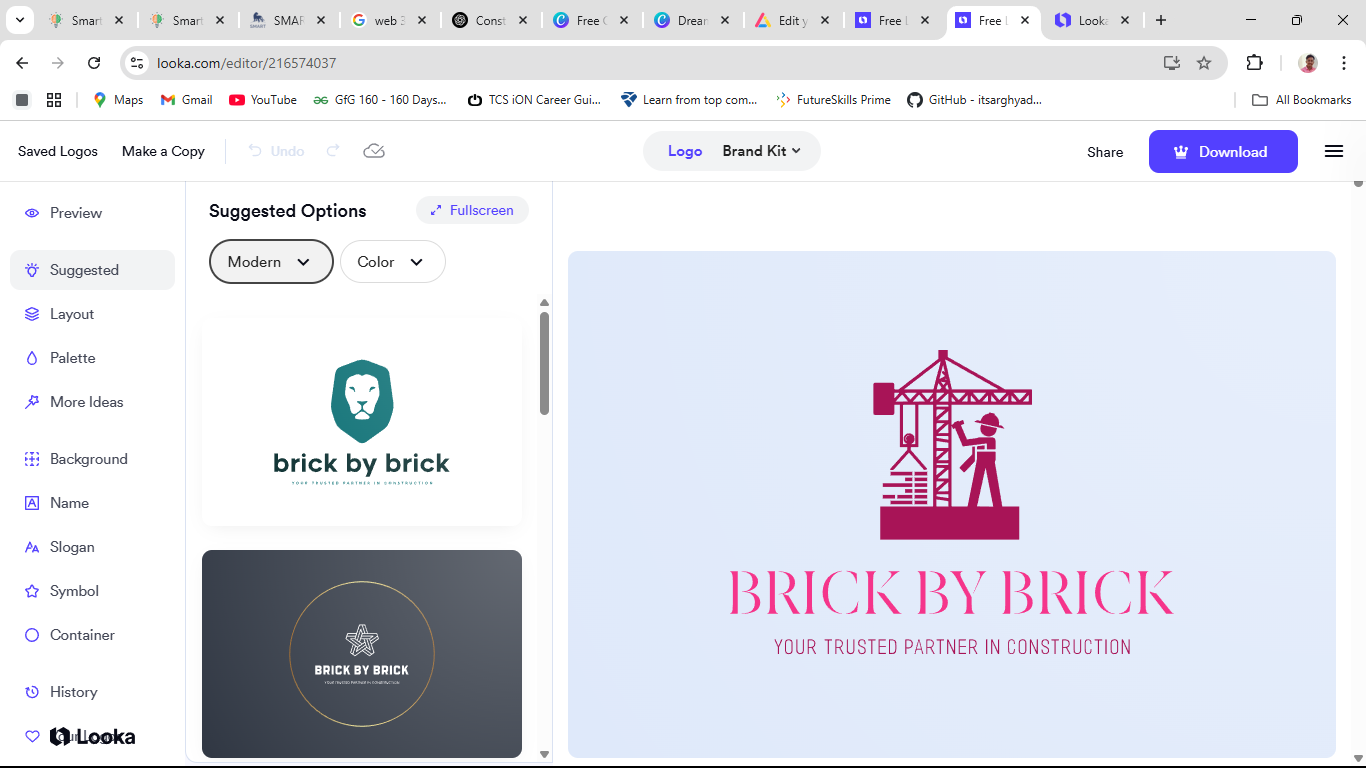 Smart
Smart
SMAR
web 3
Const
Free C
Dream
Edit y
Free L
Free L
Looka
looka.com/editor/216574037
Maps
Gmail
YouTube
GfG 160 - 160 Days...
TCS iON Career Gui...
Learn from top com...
FutureSkills Prime
GitHub - itsarghyad...
All Bookmarks
Saved Logos
Make a Copy
Undo
Logo
Brand Kit
Share
Download
Preview
Suggested
Layout
Palette
More Ideas
Background
Name
Slogan
Symbol
Container
History
Looka
Suggested Options
Fullscreen
Modern
Color
brick by brick
YOUR TRUSTED PARTNER IN CONSTRUCTION
BRICK BY BRICK
YOUR TRUSTED PARTNER IN CONSTRUCTION
BRICK BY BRICK
YOUR TRUSTED PARTNER IN CONSTRUCTION